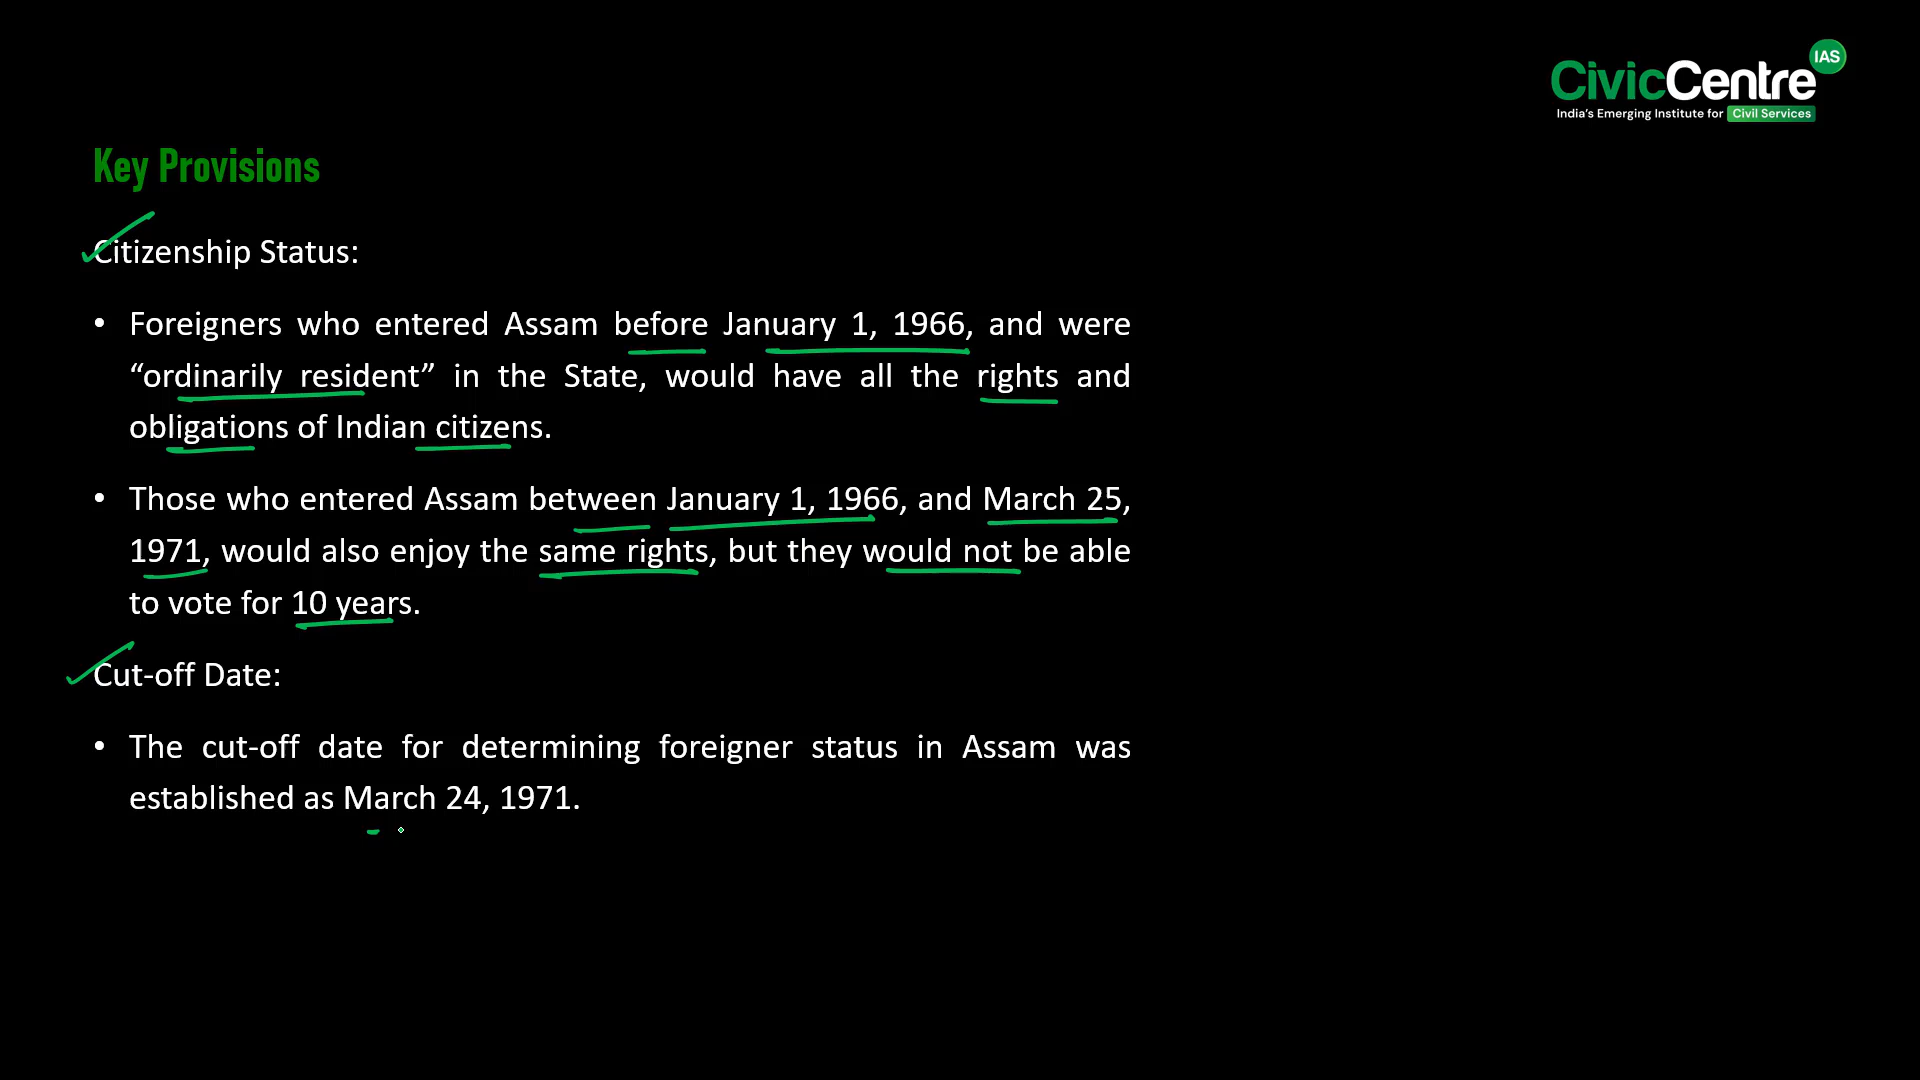 CivicCentre IAS
India's Emerging Institute for Civil Services
Key Provisions
Citizenship Status:
• Foreigners who entered Assam before January 1, 1966, and were
“ordinarily resident” in the State, would have all the rights and
obligations of Indian citizens.
• Those who entered Assam between January 1, 1966, and March 25,
1971, would also enjoy the same rights, but they would not be able
to vote for 10 years.
Cut-off Date:
• The cut-off date for determining foreigner status in Assam was
established as March 24, 1971.